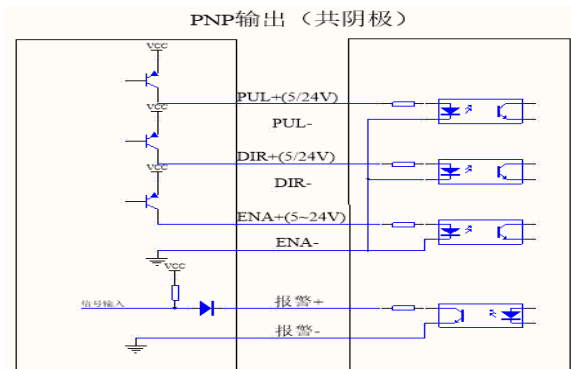 PNP输出（共阴极）
VCC
PUL+(5/24V)
VCC
PUL-
DIR+(5/24V)
VCC
DIR-
ENA+(5~24V)
ENA-
VCC
信号输入
报警+
报警-